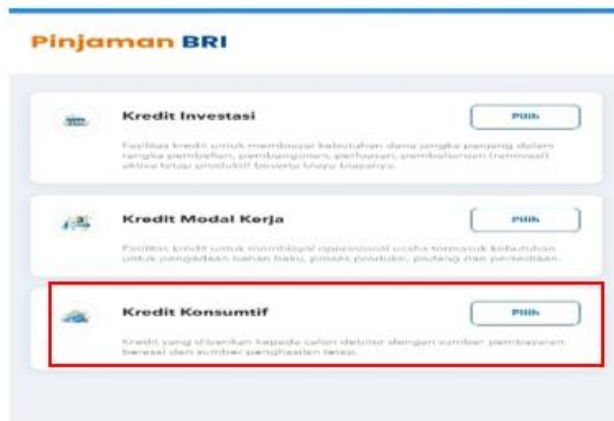 Pinjaman BRI
Kredit Investasi
Pilih
Fasilitas kredit untuk membiayai kebutuhan dana jangka panjang dalam
rangka pembelian, pembangunan, perluasan, pembaharuan (renovasi)
aktiva tetap produktif beserta biaya-biayanya.
Kredit Modal Kerja
Pilih
Fasilitas kredit untuk membiayai operasional usaha termasuk kebutuhan
untuk pengadaan bahan baku, proses produksi, piutang dan persediaan.
Kredit Konsumtif
Pilih
Kredit yang diberikan kepada calon debitur dengan sumber pembayaran
berasal dari sumber penghasilan tetap.